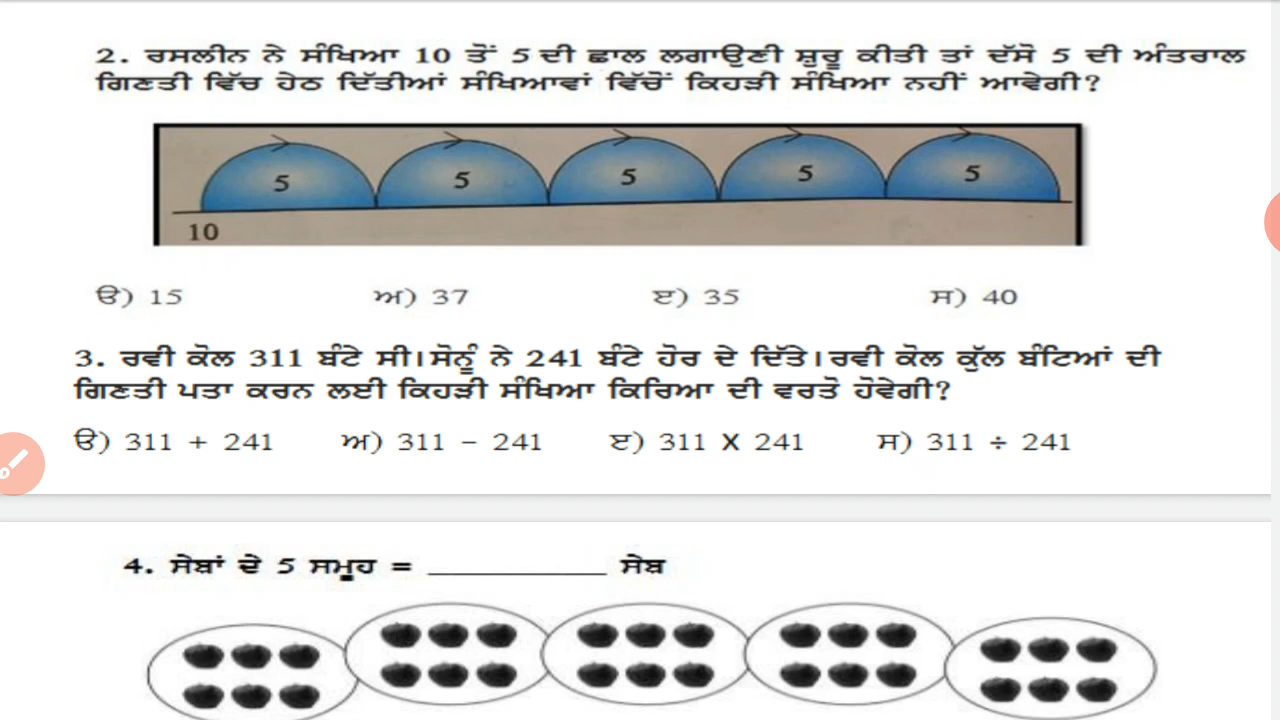 2. ਰਸਲੀਨ ਨੇ ਸੰਖਿਆ 10 ਤੋਂ 5 ਦੀ ਛਾਲ ਲਗਾਉਣੀ ਸ਼ੁਰੂ ਕੀਤੀ ਤਾਂ ਦੱਸੋ 5 ਦੀ ਅੰਤਰਾਲ
ਗਿਣਤੀ ਵਿੱਚ ਹੇਠ ਦਿੱਤੀਆਂ ਸੰਖਿਆਵਾਂ ਵਿੱਚੋਂ ਕਿਹੜੀ ਸੰਖਿਆ ਨਹੀਂ ਆਵੇਗੀ?
5 5 5 5 5
10
ੳ) 15 ਅ) 37 ੲ) 35 ਸ) 40
3. ਰਵੀ ਕੋਲ 311 ਬੰਟੇ ਸੀ। ਸੋਨੂੰ ਨੇ 241 ਬੰਟੇ ਹੋਰ ਦੇ ਦਿੱਤੇ। ਰਵੀ ਕੋਲ ਕੁੱਲ ਬੰਟਿਆਂ ਦੀ
ਗਿਣਤੀ ਪਤਾ ਕਰਨ ਲਈ ਕਿਹੜੀ ਸੰਖਿਆ ਕਿਰਿਆ ਦੀ ਵਰਤੋ ਹੋਵੇਗੀ?
ੳ) 311 + 241 ਅ) 311 − 241 ੲ) 311 X 241 ਸ) 311 ÷ 241
4. ਸੇਬਾਂ ਦੇ 5 ਸਮੂਹ = __________ ਸੇਬ